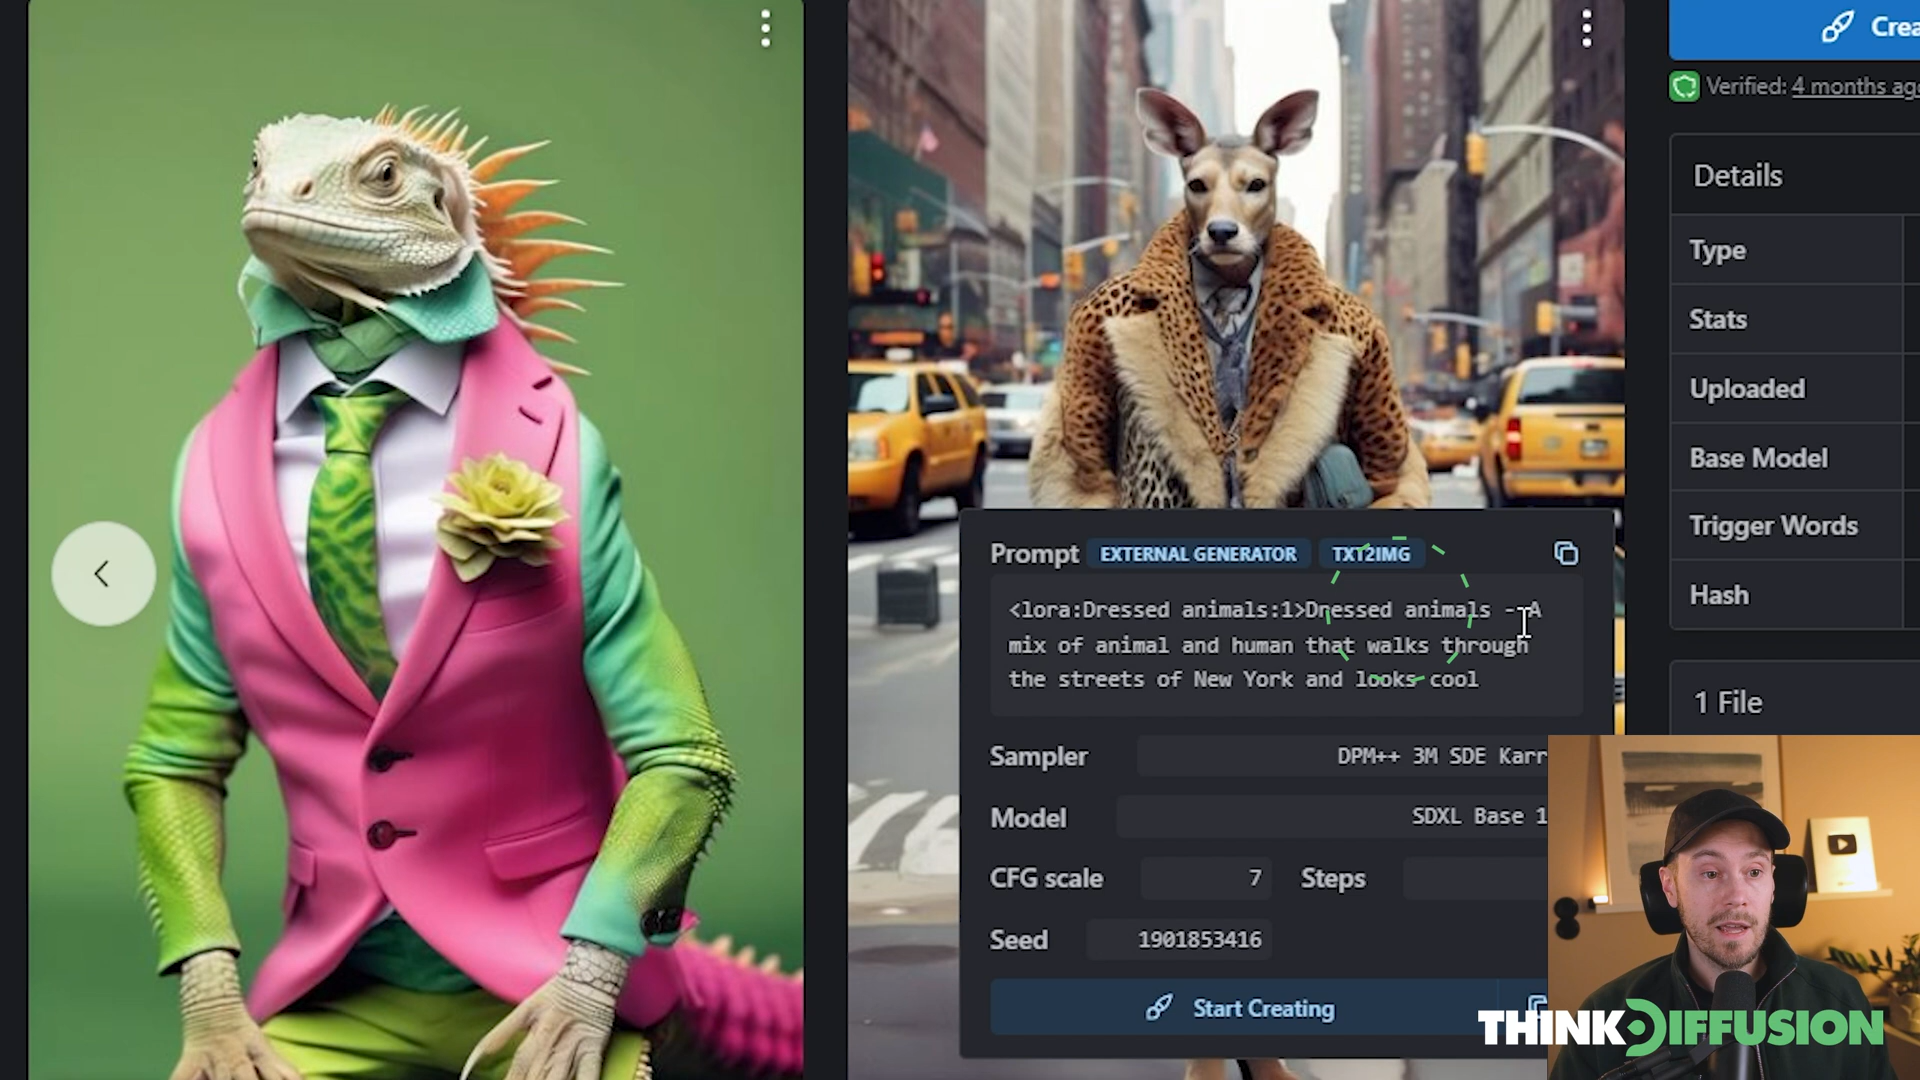 Crea
Verified: 4 months ago
Details
Type
Stats
Uploaded
Base Model
Trigger Words
Hash
1 File
Prompt EXTERNAL GENERATOR TXT2IMG
<lora:Dressed animals:1>Dressed animals - A
mix of animal and human that walks through
the streets of New York and looks cool
Sampler DPM++ 3M SDE Karr
Model SDXL Base 1
CFG scale 7 Steps
Seed 1901853416
Start Creating
THINKDIFFUSION